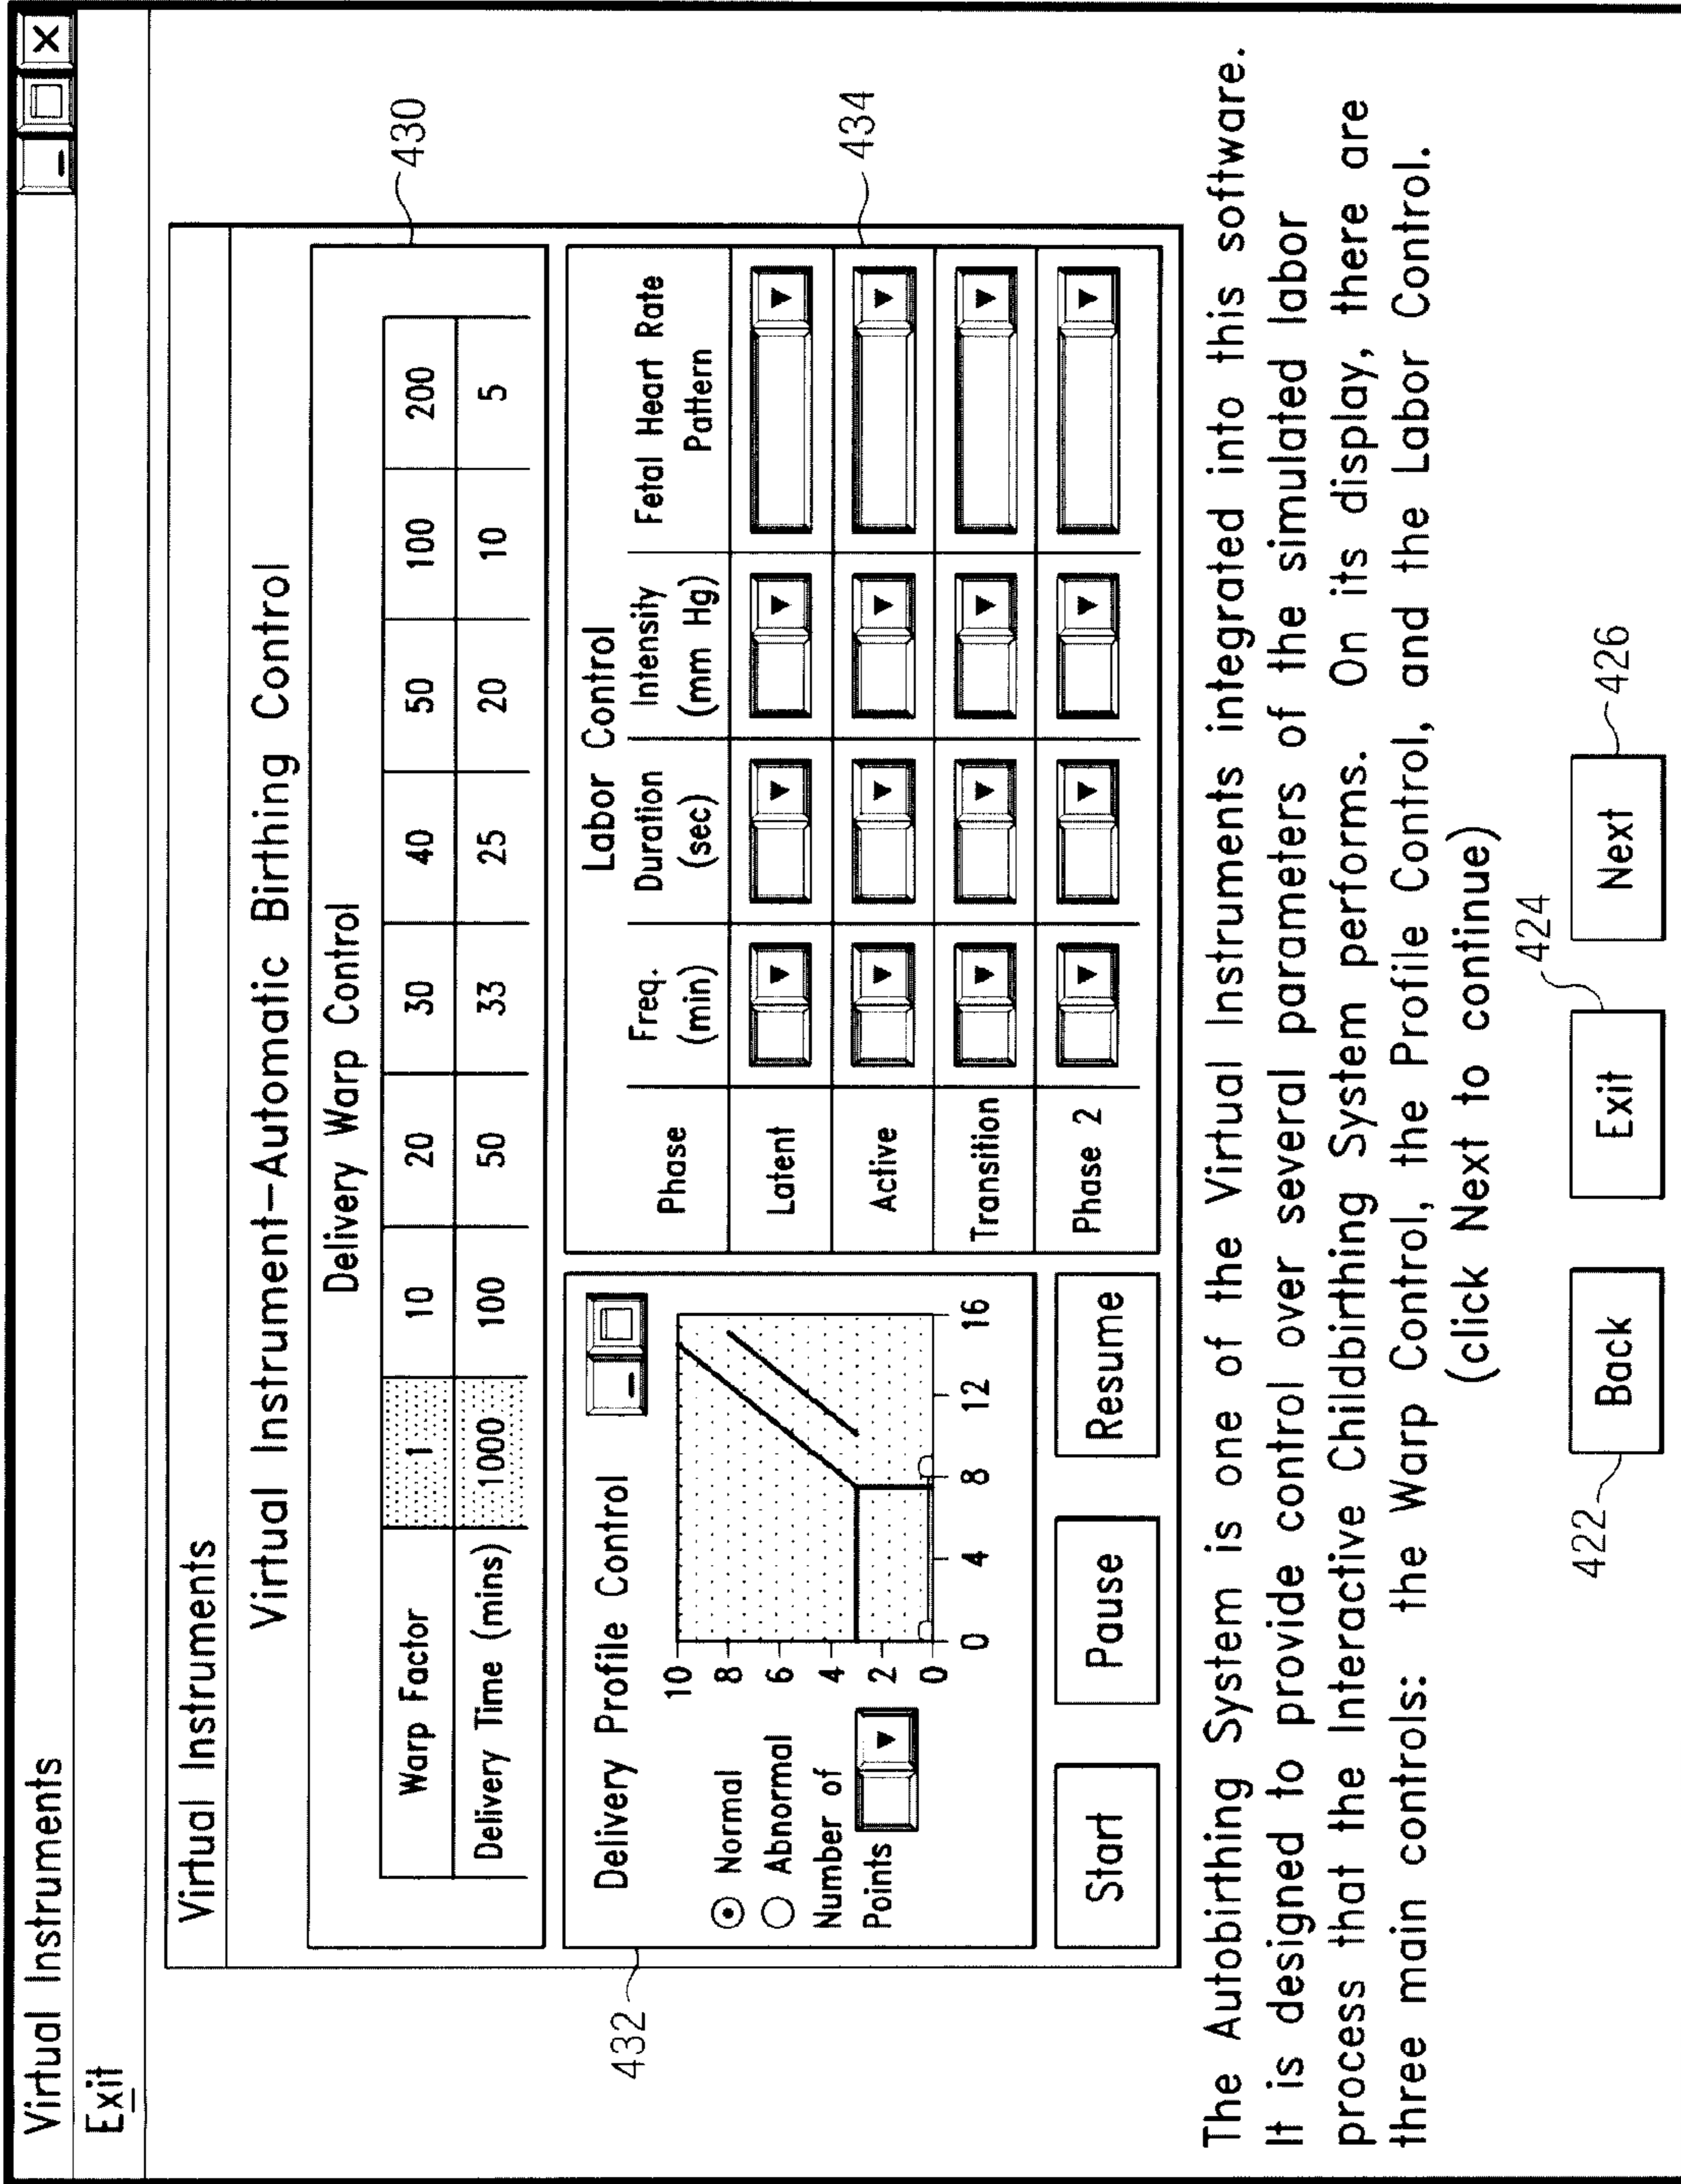 Virtual Instruments
Exit
Virtual Instruments
Virtual Instrument–Automatic Birthing Control
Delivery Warp Control
Warp Factor 1 10 20 30 40 50 100 200
Delivery Time (mins) 1000 100 50 33 25 20 10 5
430
432
Delivery Profile Control
Normal
Abnormal
Number of
Points
10
8
6
4
2
0
0 4 8 12 16
Start Pause Resume
Labor Control
Phase Freq. (min) Duration (sec) Intensity (mm Hg) Fetal Heart Rate Pattern
Latent
Active
Transition
Phase 2
434
The Autobirthing System is one of the Virtual Instruments integrated into this software.
It is designed to provide control over several parameters of the simulated labor
process that the Interactive Childbirthing System performs. On its display, there are
three main controls: the Warp Control, the Profile Control, and the Labor Control.
(click Next to continue)
422 Back
424 Exit
Next 426